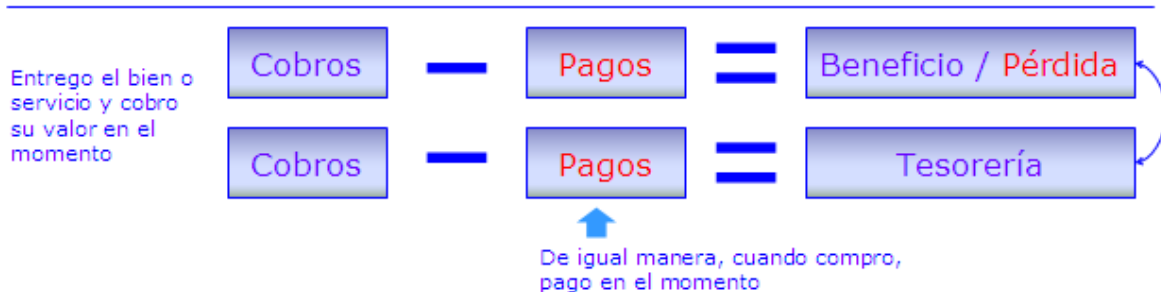 Cobros — Pagos = Beneficio / Pérdida
Entrego el bien o
servicio y cobro
su valor en el
momento
Cobros — Pagos = Tesorería
De igual manera, cuando compro,
pago en el momento